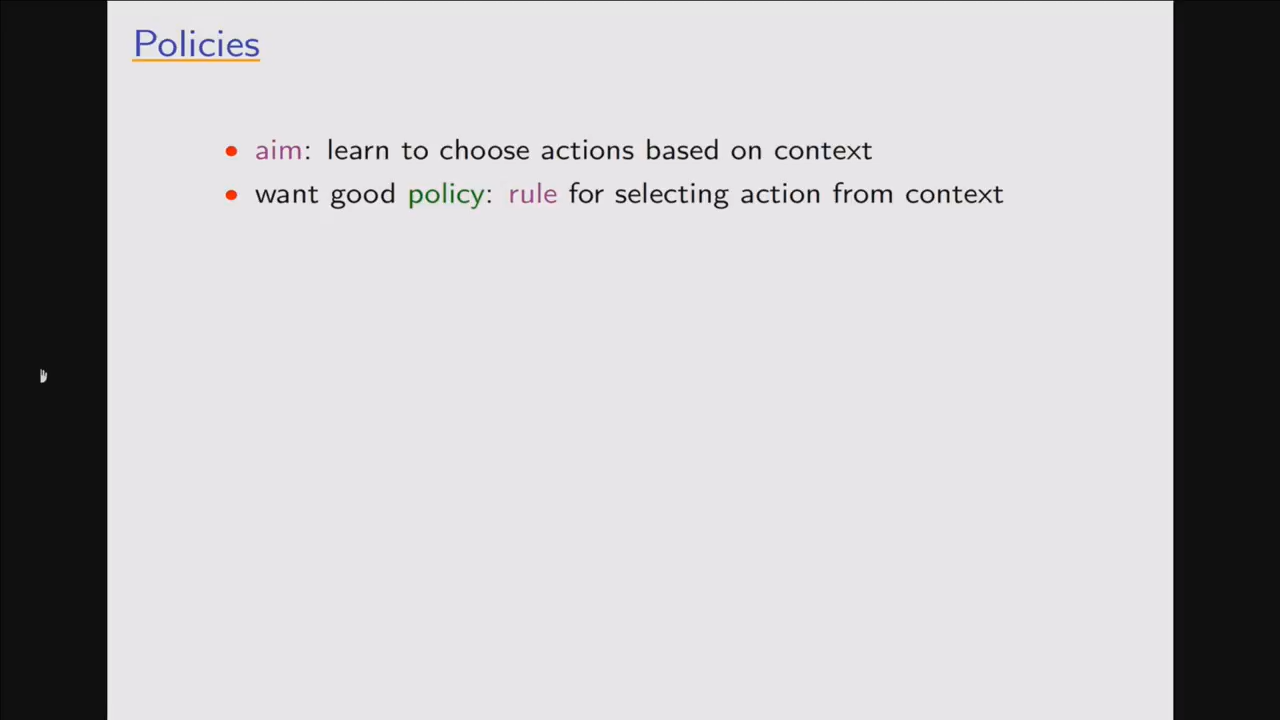 Policies
• aim: learn to choose actions based on context
• want good policy: rule for selecting action from context